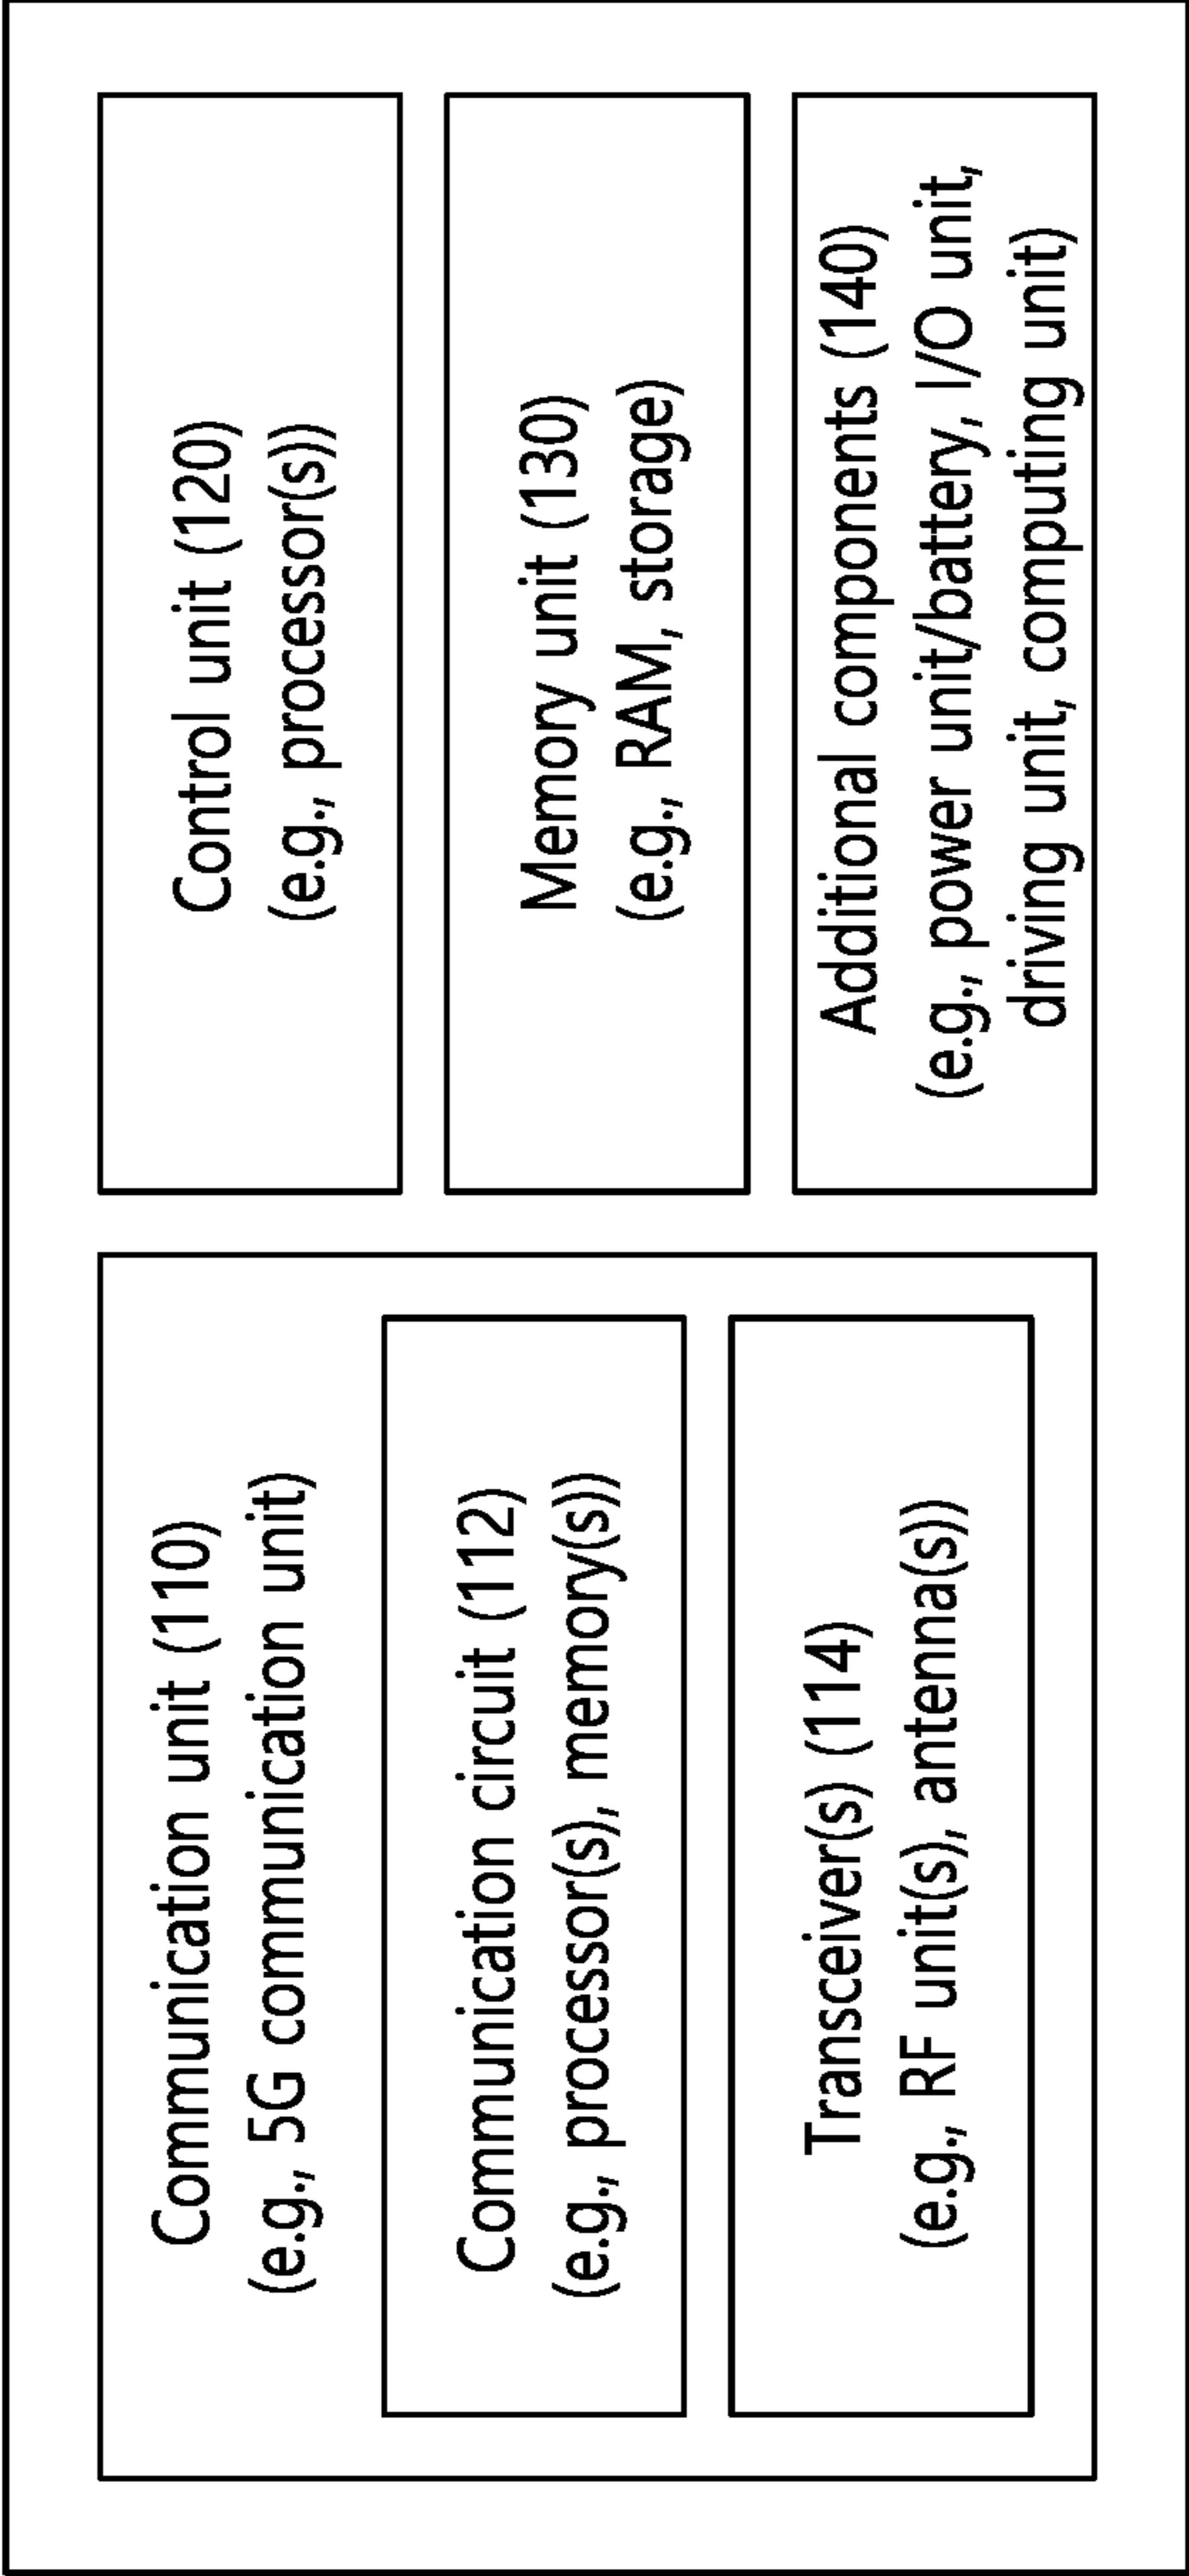 Communication unit (110)
(e.g., 5G communication unit)
Communication circuit (112)
(e.g., processor(s), memory(s))
Transceiver(s) (114)
(e.g., RF unit(s), antenna(s))
Control unit (120)
(e.g., processor(s))
Memory unit (130)
(e.g., RAM, storage)
Additional components (140)
(e.g., power unit/battery, I/O unit,
driving unit, computing unit)